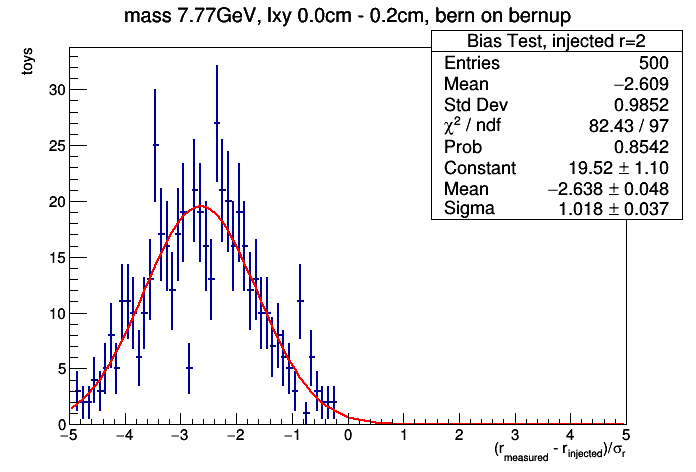 mass 7.77GeV, lxy 0.0cm - 0.2cm, bern on bernup
toys
Bias Test, injected r=2
Entries 500
Mean −2.609
Std Dev 0.9852
χ² / ndf 82.43 / 97
Prob 0.8542
Constant 19.52 ± 1.10
Mean −2.638 ± 0.048
Sigma 1.018 ± 0.037
30
25
20
15
10
5
0
−5 −4 −3 −2 −1 0 1 2 3 4 5
(r_measured - r_injected)/σ_r